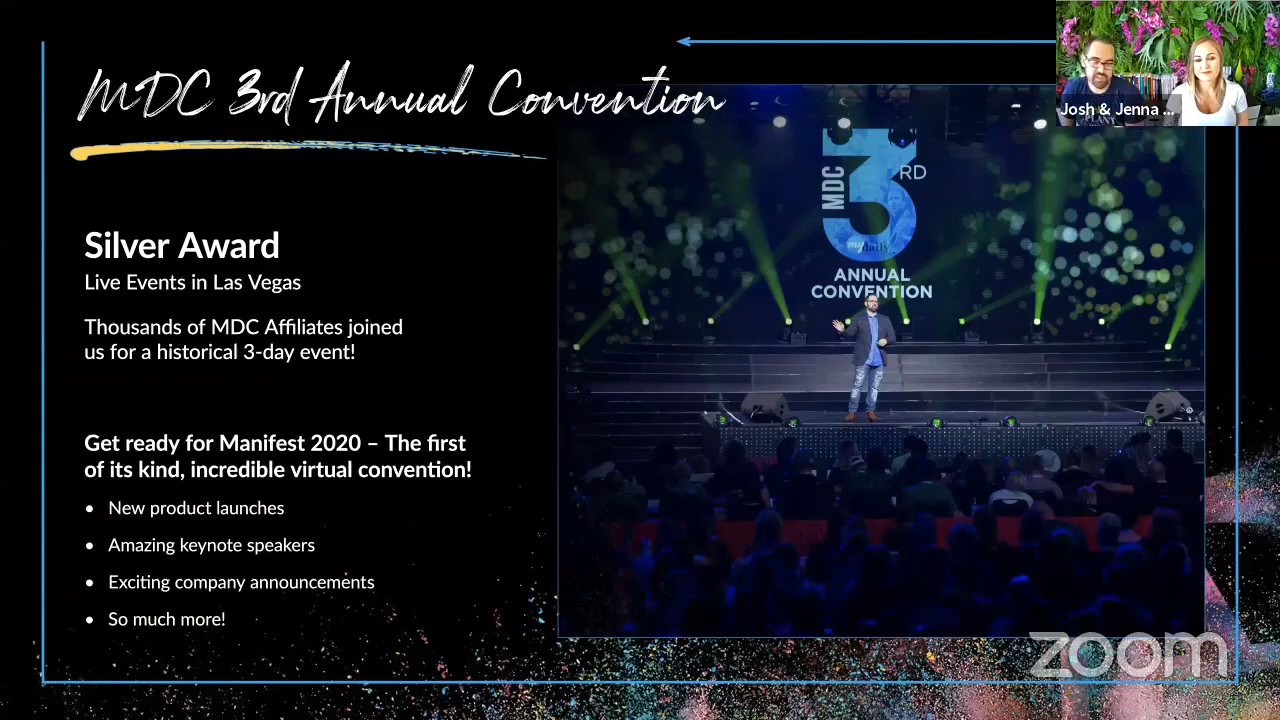 MDC 3rd Annual Convention
Josh & Jenna ...
MDC
3
RD
my daily
ANNUAL
CONVENTION
Silver Award
Live Events in Las Vegas
Thousands of MDC Affiliates joined
us for a historical 3-day event!
Get ready for Manifest 2020 – The first
of its kind, incredible virtual convention!
• New product launches
• Amazing keynote speakers
• Exciting company announcements
• So much more!
zoom